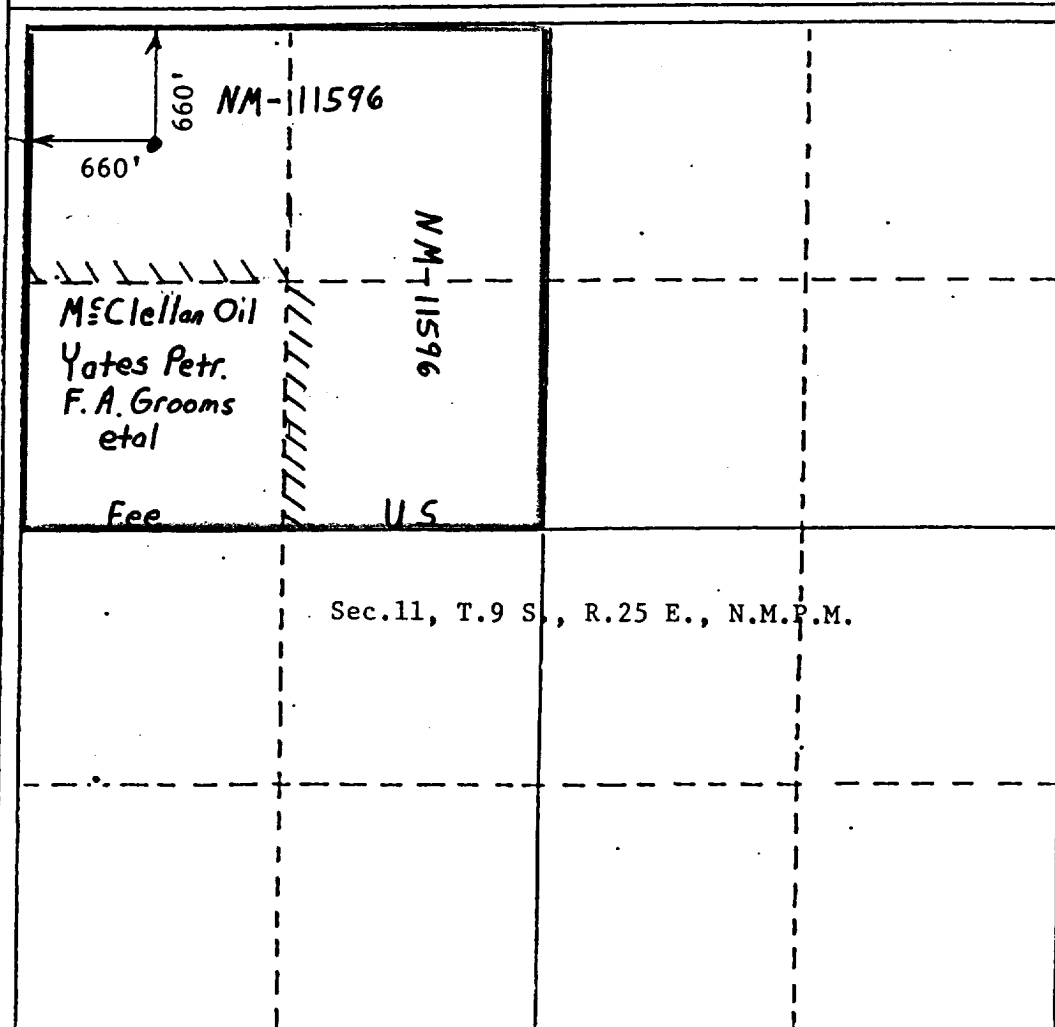 660'
NM-11596
660'
NM-11596
McClellan Oil
Yates Petr.
F. A. Grooms
etal
Fee
U S
Sec.11, T.9 S., R.25 E., N.M.P.M.